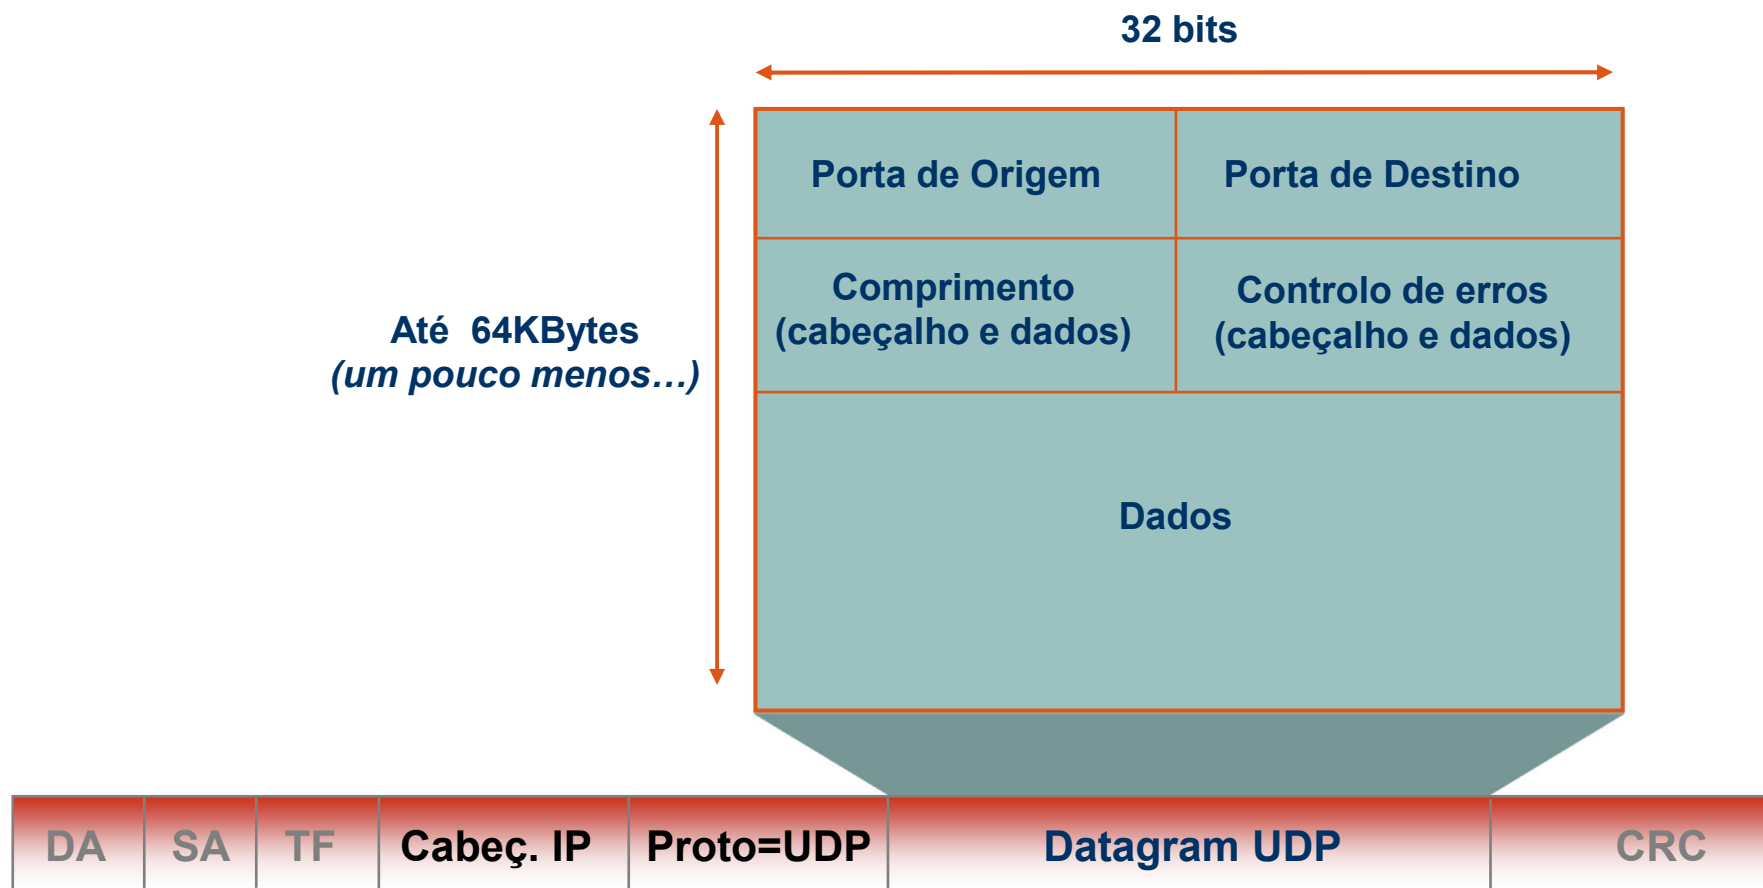 32 bits
Porta de Origem
Porta de Destino
Comprimento
(cabeçalho e dados)
Controlo de erros
(cabeçalho e dados)
Até  64KBytes
(um pouco menos…)
Dados
DA
SA
TF
Cabeç. IP
Proto=UDP
Datagram UDP
CRC